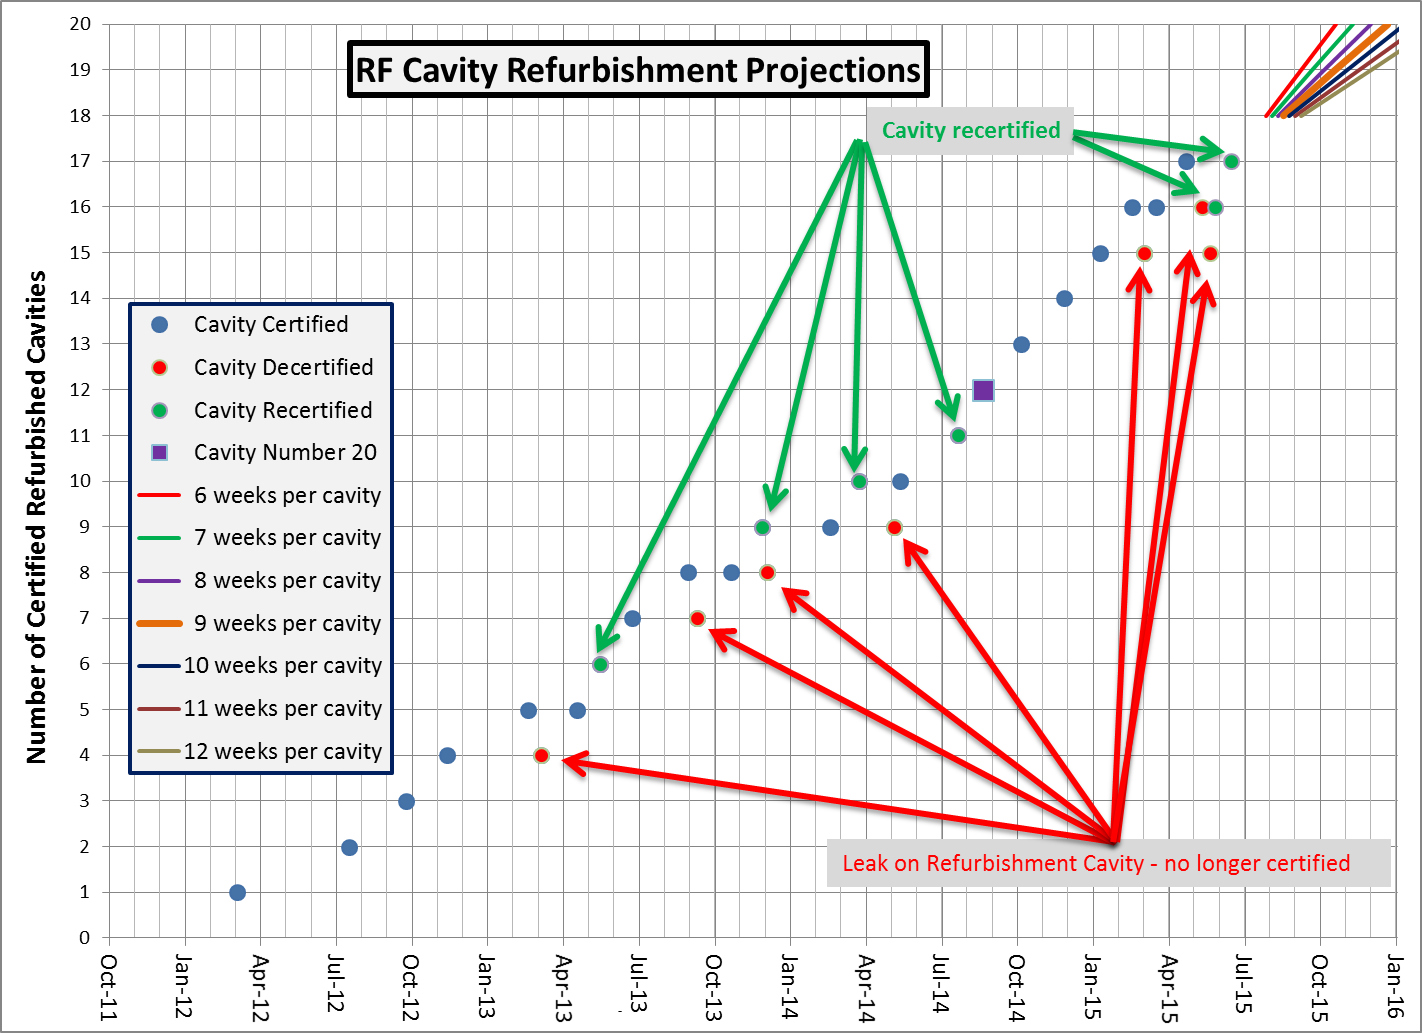 RF Cavity Refurbishment Projections
Cavity recertified
Number of Certified Refurbished Cavities
20
19
18
17
16
15
14
13
12
11
10
9
8
7
6
5
4
3
2
1
0
Cavity Certified
Cavity Decertified
Cavity Recertified
Cavity Number 20
6 weeks per cavity
7 weeks per cavity
8 weeks per cavity
9 weeks per cavity
10 weeks per cavity
11 weeks per cavity
12 weeks per cavity
Leak on Refurbishment Cavity - no longer certified
Oct-11
Jan-12
Apr-12
Jul-12
Oct-12
Jan-13
Apr-13
Jul-13
Oct-13
Jan-14
Apr-14
Jul-14
Oct-14
Jan-15
Apr-15
Jul-15
Oct-15
Jan-16